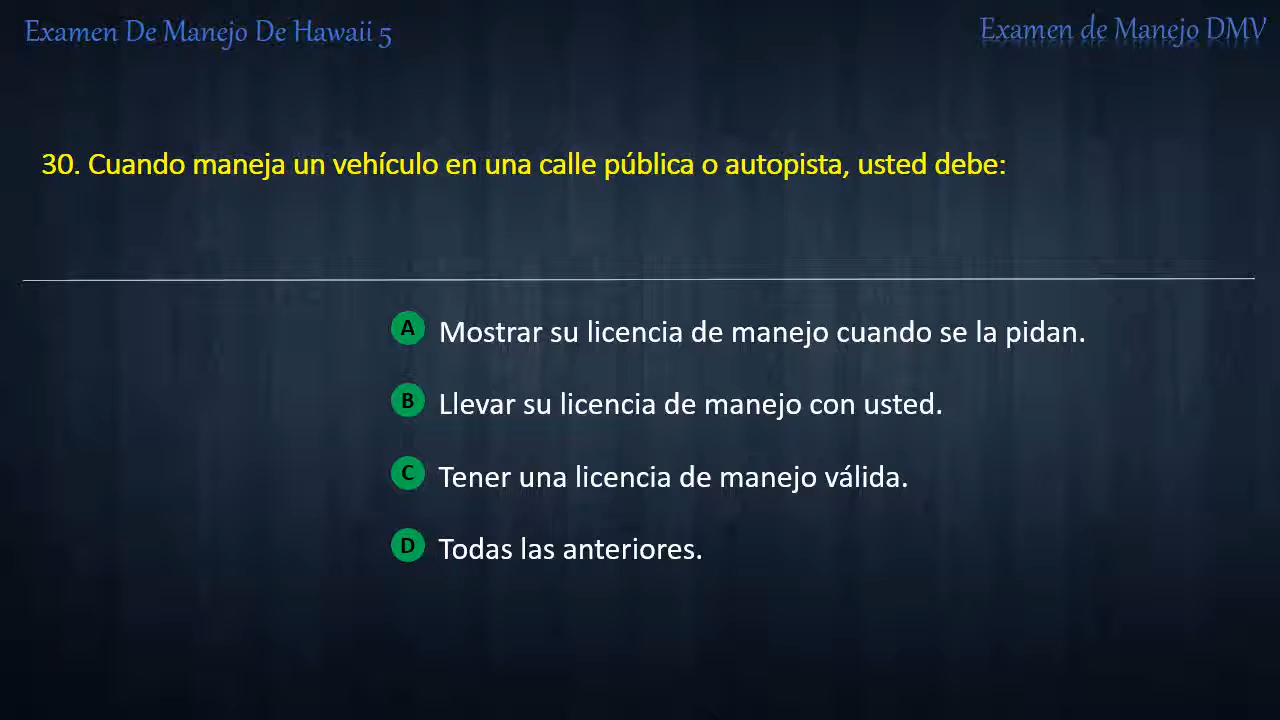 Examen De Manejo De Hawaii 5
Examen de Manejo DMV
30. Cuando maneja un vehículo en una calle pública o autopista, usted debe:
A Mostrar su licencia de manejo cuando se la pidan.
B Llevar su licencia de manejo con usted.
C Tener una licencia de manejo válida.
D Todas las anteriores.